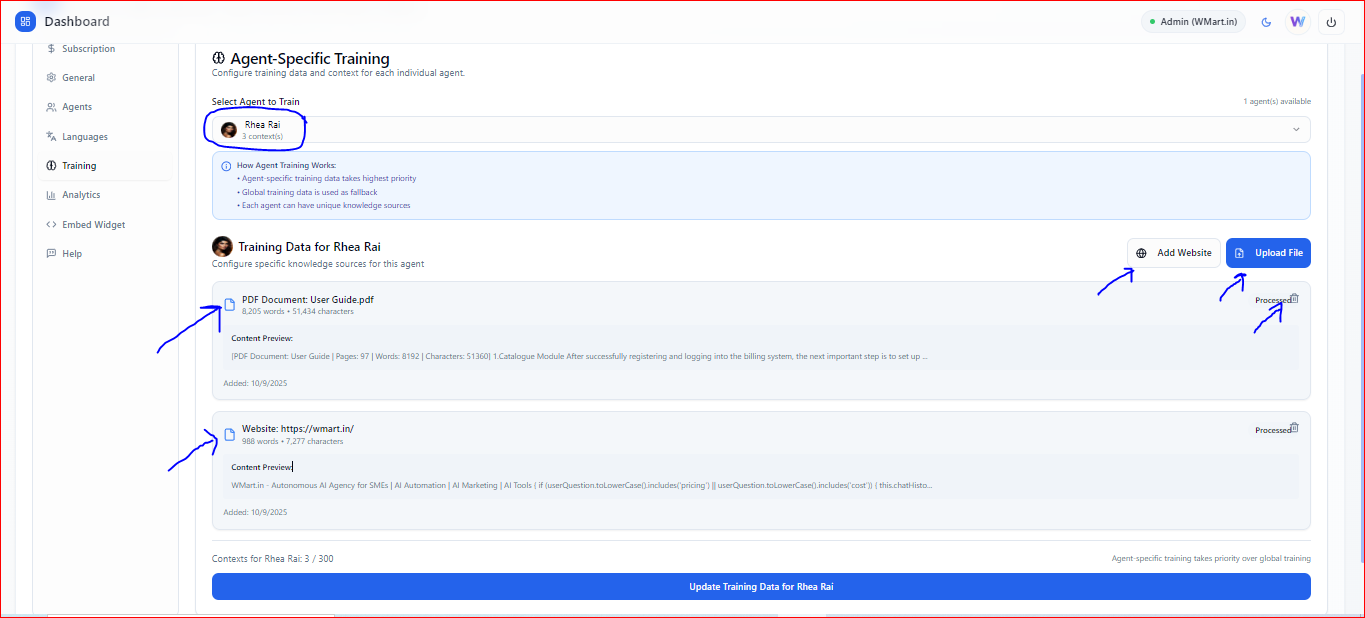 Dashboard
Admin (WMart.in)
W
Subscription
General
Agents
Languages
Training
Analytics
Embed Widget
Help
Agent-Specific Training
Configure training data and context for each individual agent.
Select Agent to Train
1 agent(s) available
Rhea Rai
3 context(s)
How Agent Training Works:
• Agent-specific training data takes highest priority
• Global training data is used as fallback
• Each agent can have unique knowledge sources
Training Data for Rhea Rai
Configure specific knowledge sources for this agent
Add Website
Upload File
PDF Document: User Guide.pdf
8,205 words • 51,434 characters
Processed
Content Preview:
[PDF Document: User Guide | Pages: 97 | Words: 8192 | Characters: 51360] 1.Catalogue Module After successfully registering and logging into the billing system, the next important step is to set up ...
Added: 10/9/2025
Website: https://wmart.in/
988 words • 7,277 characters
Processed
Content Preview:
WMart.in - Autonomous AI Agency for SMEs | AI Automation | AI Marketing | AI Tools { if (userQuestion.toLowerCase().includes('pricing') || userQuestion.toLowerCase().includes('cost')) { this.chatHisto...
Added: 10/9/2025
Contexts for Rhea Rai: 3 / 300
Agent-specific training takes priority over global training
Update Training Data for Rhea Rai